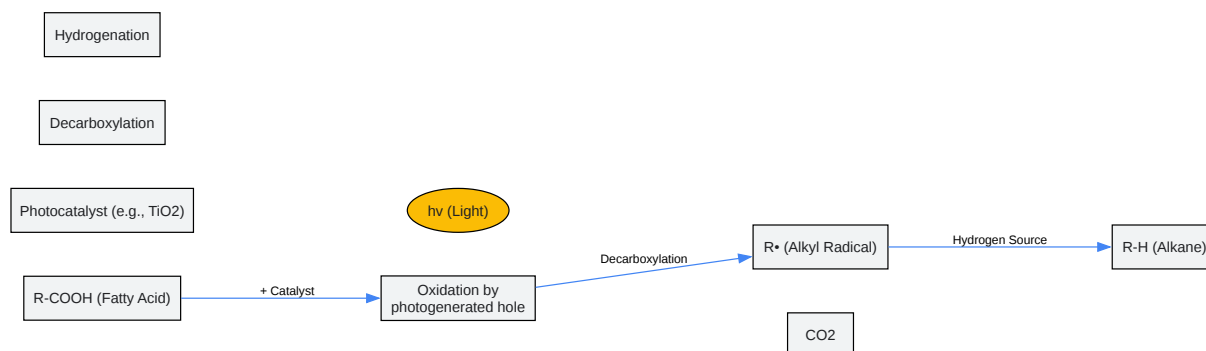 Hydrogenation
Decarboxylation
Photocatalyst (e.g., TiO2)
hv (Light)
R-COOH (Fatty Acid)
+ Catalyst
Oxidation by
photogenerated hole
Decarboxylation
R• (Alkyl Radical)
Hydrogen Source
R-H (Alkane)
CO2